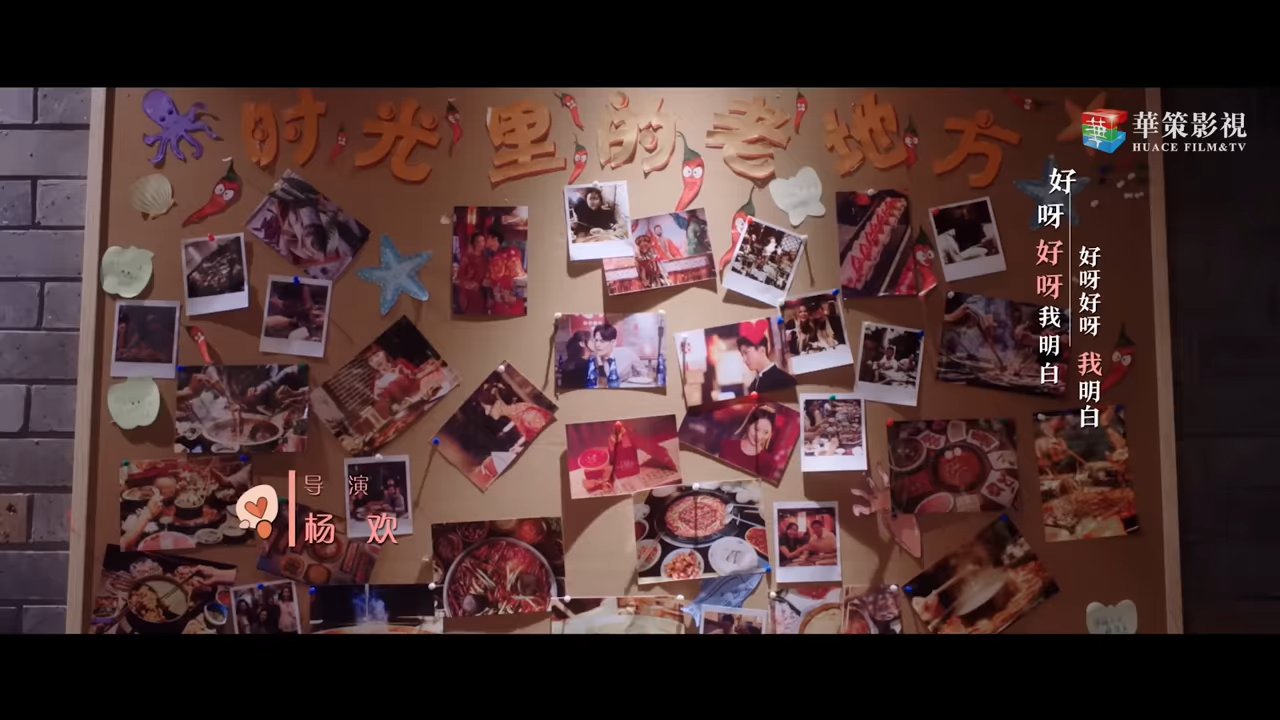 时光里的老地方
華策影視
HUACE FILM&TV
好呀好呀我明白
好呀好呀 我明白
导 演
杨 欢